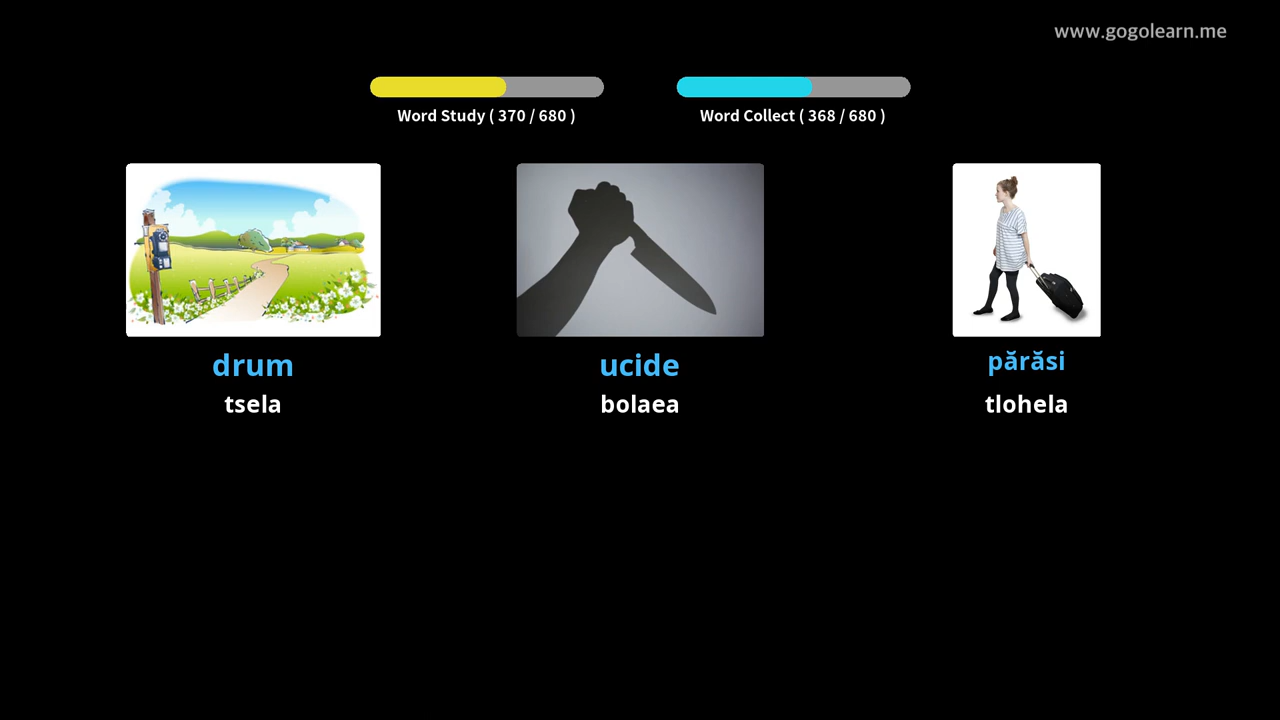 www.gogolearn.me
Word Study ( 370 / 680 )
Word Collect ( 368 / 680 )
drum
ucide
părăsi
tsela
bolaea
tlohela